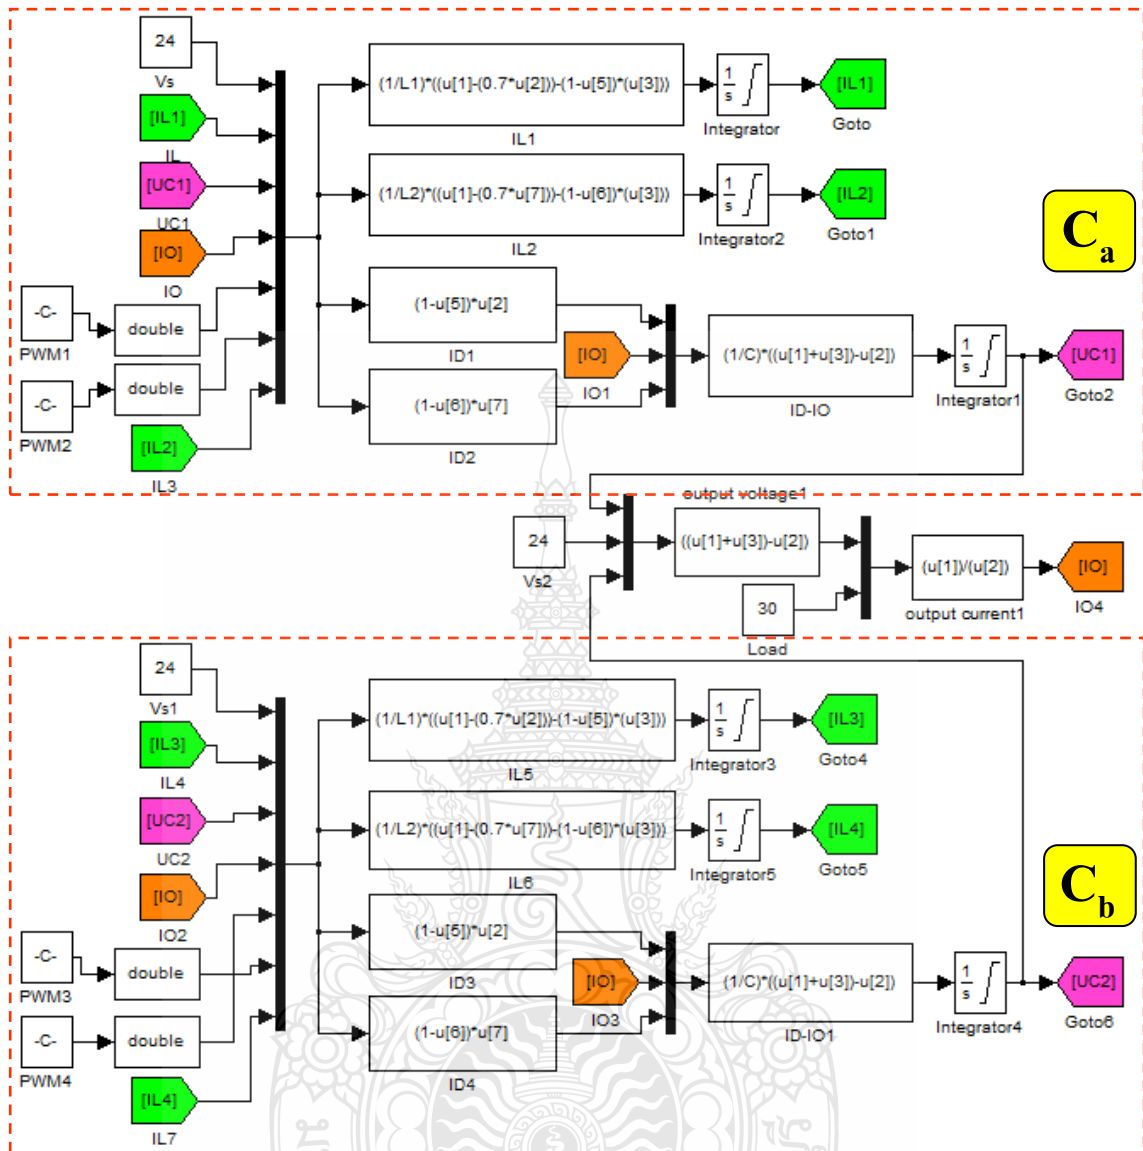 24
Vs
[IL1]
IL
[UC1]
UC1
[IO]
IO
-C-
PWM1
double
-C-
PWM2
double
[IL2]
IL3
(1/L1)*((u[1]-(0.7*u[2]))-(1-u[5])*(u[3]))
IL1
1
s
Integrator
[IL1]
Goto
(1/L2)*((u[1]-(0.7*u[7]))-(1-u[6])*(u[3]))
IL2
1
s
Integrator2
[IL2]
Goto1
Ca
(1-u[5])*u[2]
ID1
[IO]
IO1
(1-u[6])*u[7]
ID2
(1/C)*((u[1]+u[3])-u[2])
ID-IO
1
s
Integrator1
[UC1]
Goto2
output voltage1
24
Vs2
((u[1]+u[3])-u[2])
30
Load
(u[1])/(u[2])
output current1
[IO]
IO4
24
Vs1
[IL3]
IL4
[UC2]
UC2
[IO]
IO2
-C-
PWM3
double
-C-
PWM4
double
[IL4]
IL7
(1/L1)*((u[1]-(0.7*u[2]))-(1-u[5])*(u[3]))
IL5
1
s
Integrator3
[IL3]
Goto4
(1/L2)*((u[1]-(0.7*u[7]))-(1-u[6])*(u[3]))
IL6
1
s
Integrator5
[IL4]
Goto5
Cb
(1-u[5])*u[2]
ID3
[IO]
IO3
(1-u[6])*u[7]
ID4
(1/C)*((u[1]+u[3])-u[2])
ID-IO1
1
s
Integrator4
[UC2]
Goto6